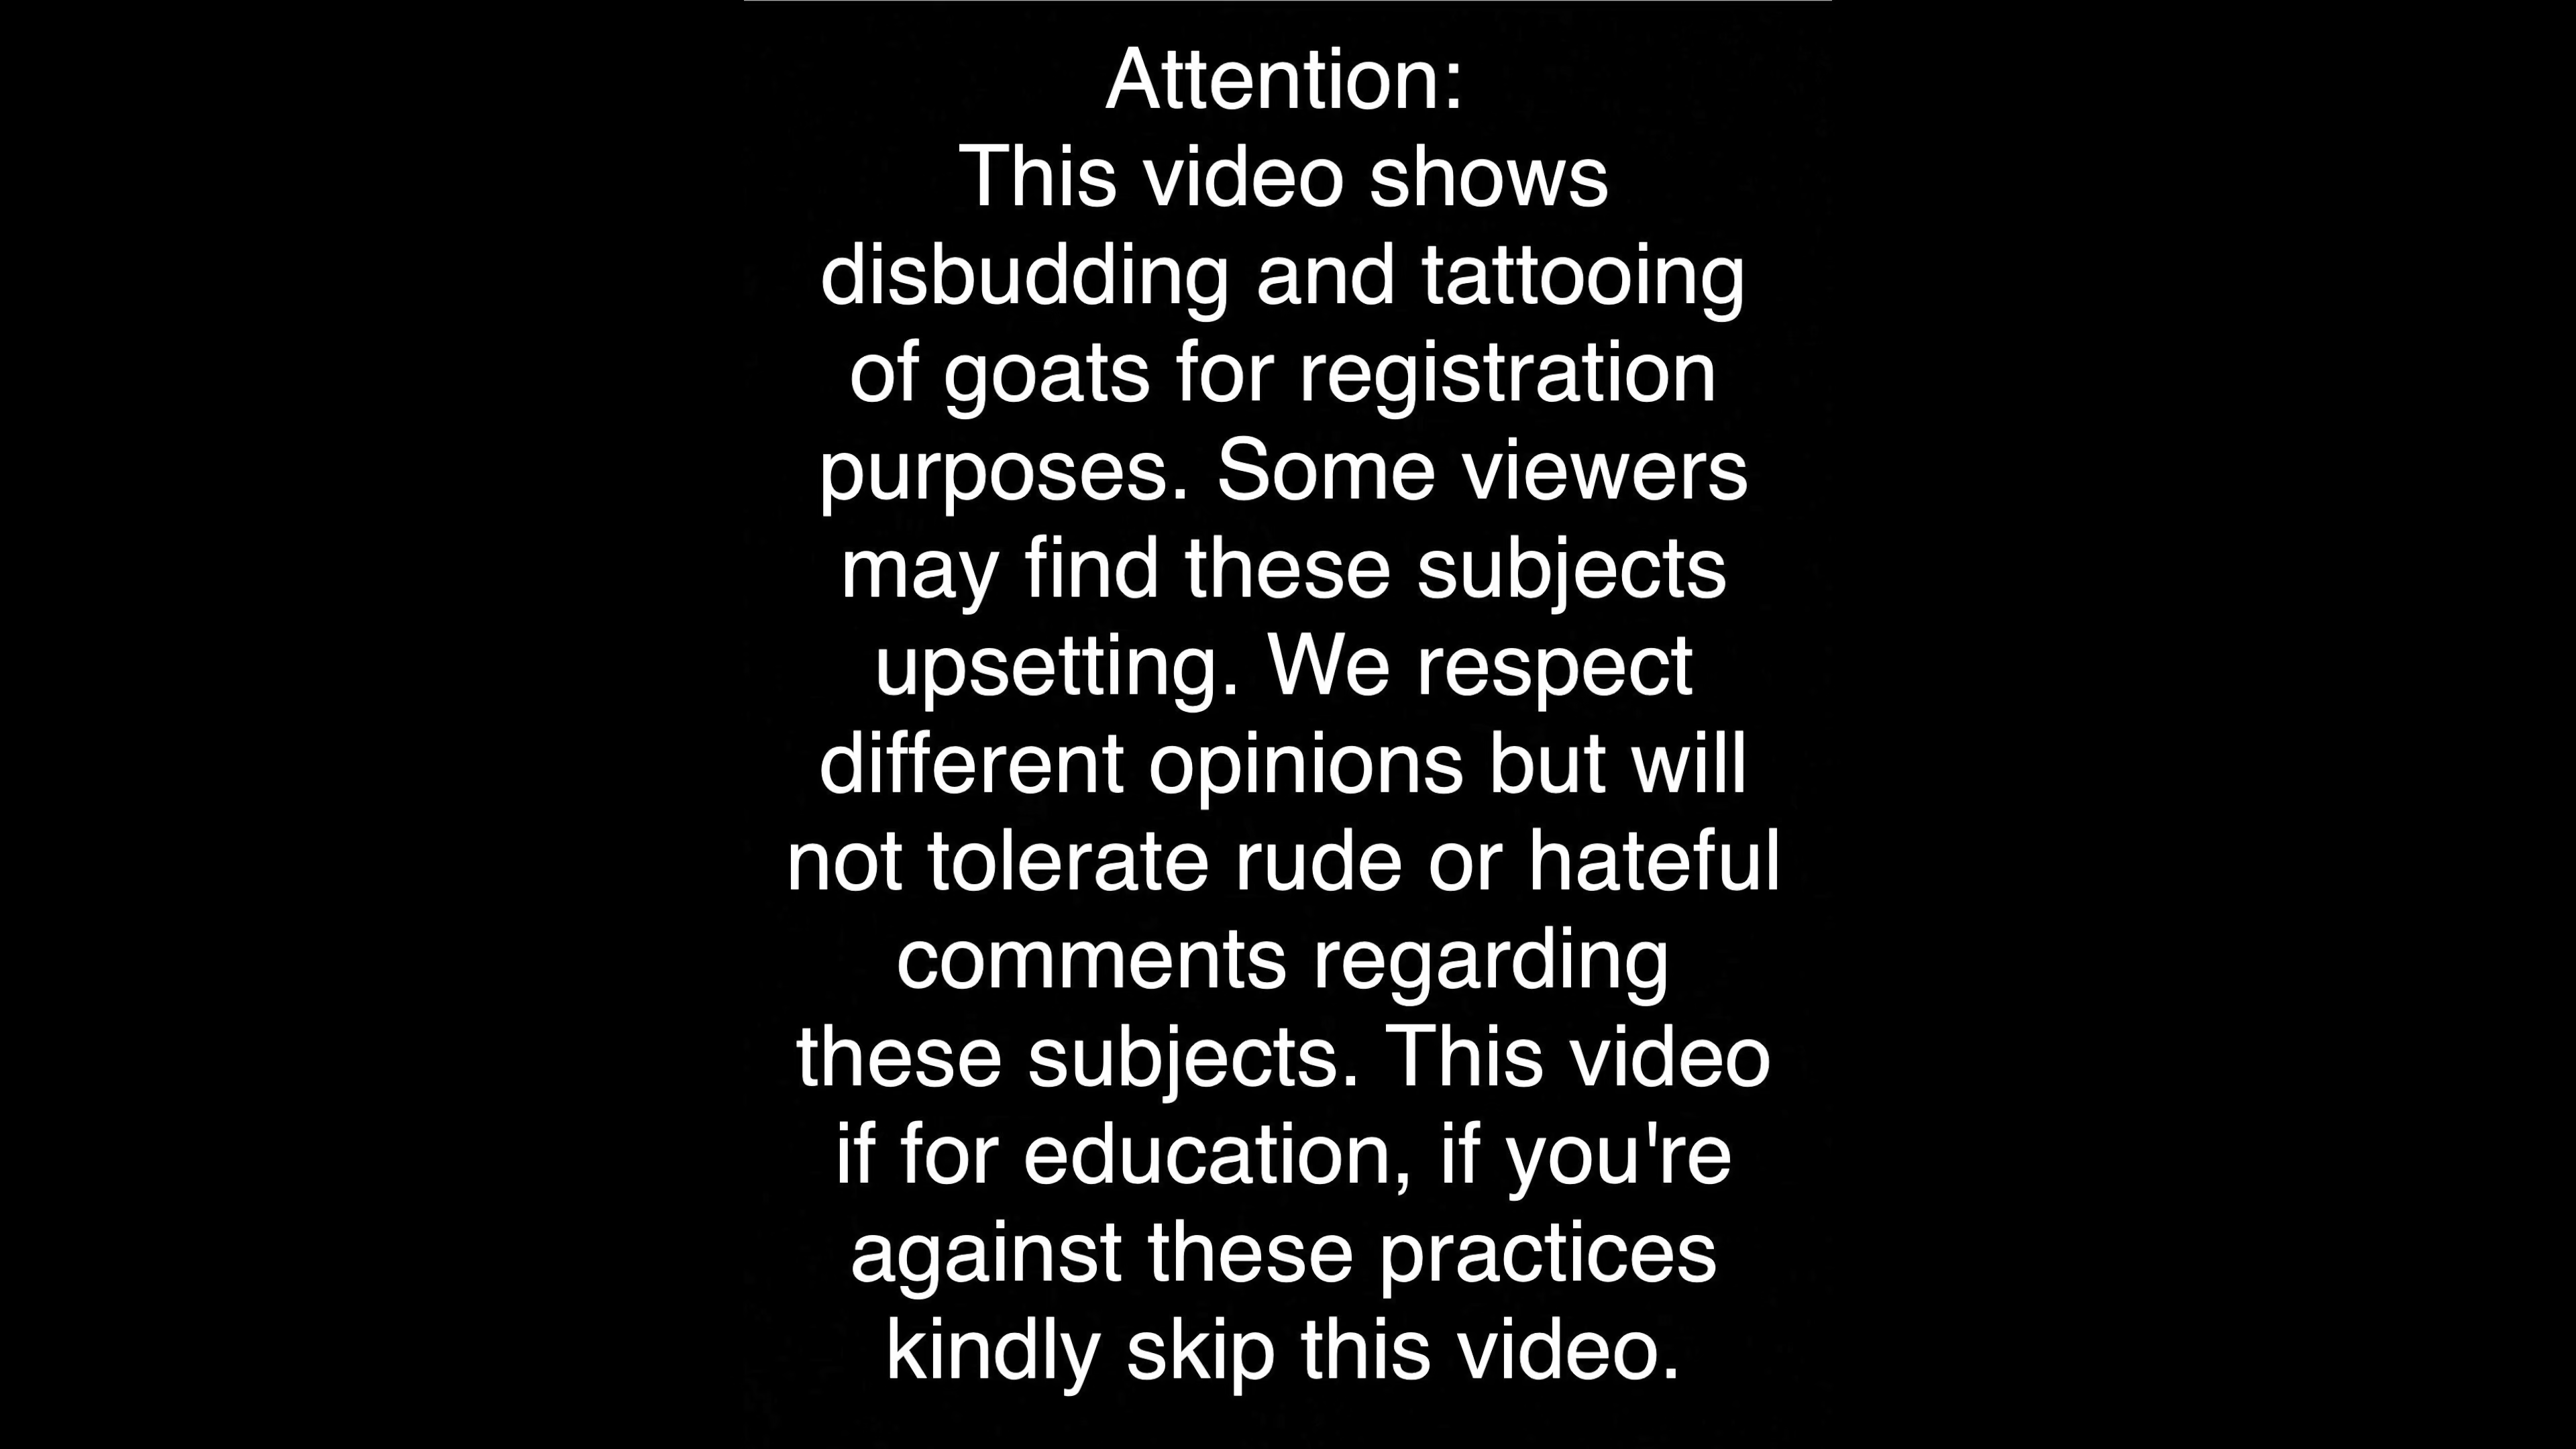 Attention:
This video shows
disbudding and tattooing
of goats for registration
purposes. Some viewers
may find these subjects
upsetting. We respect
different opinions but will
not tolerate rude or hateful
comments regarding
these subjects. This video
if for education, if you're
against these practices
kindly skip this video.